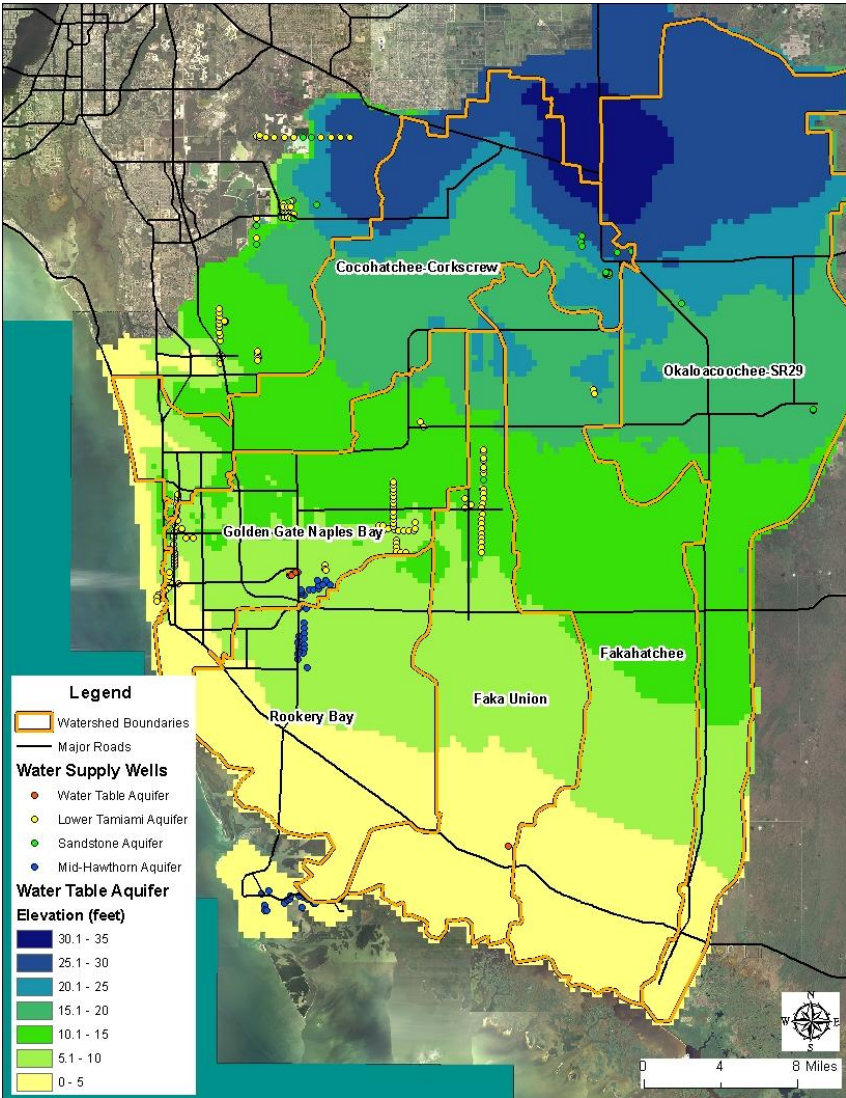 Cocohatchee-Corkscrew
Okaloacoochee-SR29
Golden Gate Naples Bay
Fakahatchee
Faka Union
Rookery Bay
Legend
Watershed Boundaries
Major Roads
Water Supply Wells
Water Table Aquifer
Lower Tamiami Aquifer
Sandstone Aquifer
Mid-Hawthorn Aquifer
Water Table Aquifer
Elevation (feet)
30.1 - 35
25.1 - 30
20.1 - 25
15.1 - 20
10.1 - 15
5.1 - 10
0 - 5
N
W E
S
0 4 8 Miles